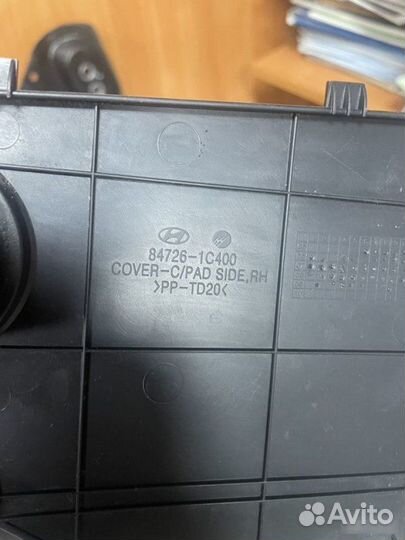 84726-1C400
COVER-C/PAD SIDE,RH
>PP-TD20<
Avito